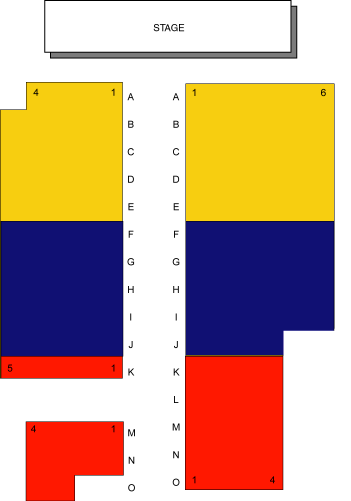 STAGE
4 1 A A 1 6
B B
C C
D D
E E
F F
G G
H H
I I
J J
5 1 K K
L
4 1 M M
N N
O O 1 4